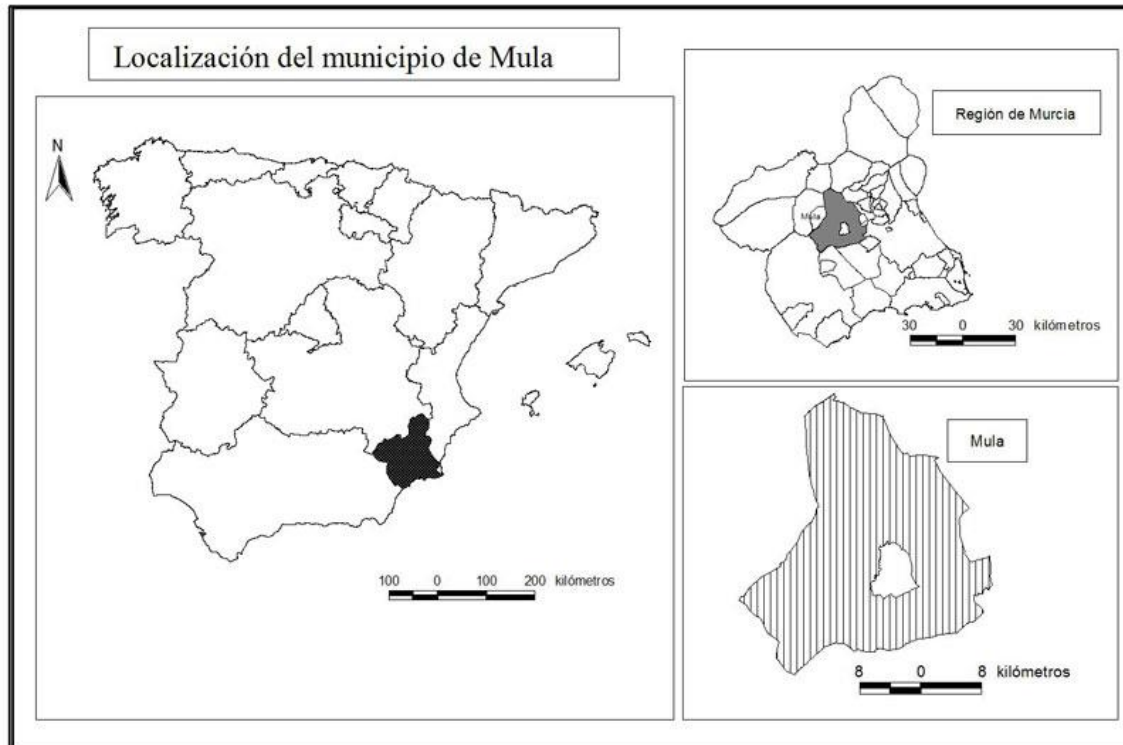 Localización del municipio de Mula
N
100 0 100 200 kilómetros
Región de Murcia
Mula
30 0 30 kilómetros
Mula
8 0 8 kilómetros